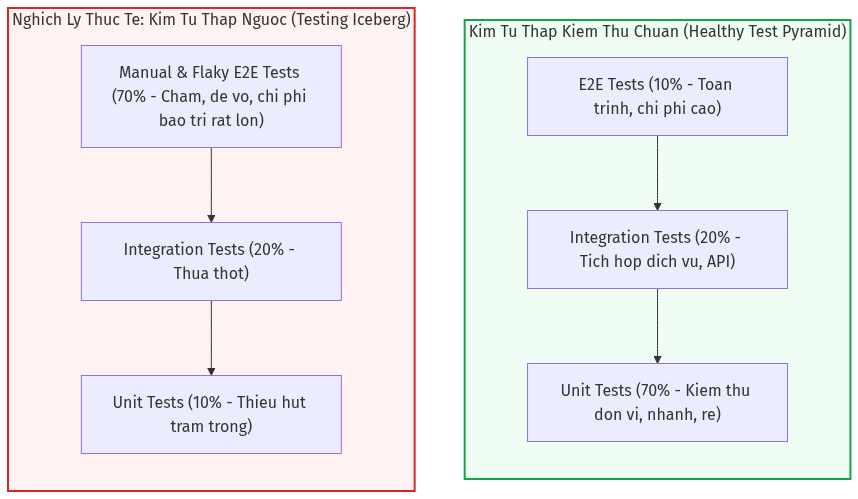 Nghich Ly Thuc Te: Kim Tu Thap Nguoc (Testing Iceberg)
Manual & Flaky E2E Tests
(70% - Cham, de vo, chi phi
bao tri rat lon)
Integration Tests (20% -
Thua thot)
Unit Tests (10% - Thieu hut
tram trong)
Kim Tu Thap Kiem Thu Chuan (Healthy Test Pyramid)
E2E Tests (10% - Toan
trinh, chi phi cao)
Integration Tests (20% -
Tich hop dich vu, API)
Unit Tests (70% - Kiem thu
don vi, nhanh, re)